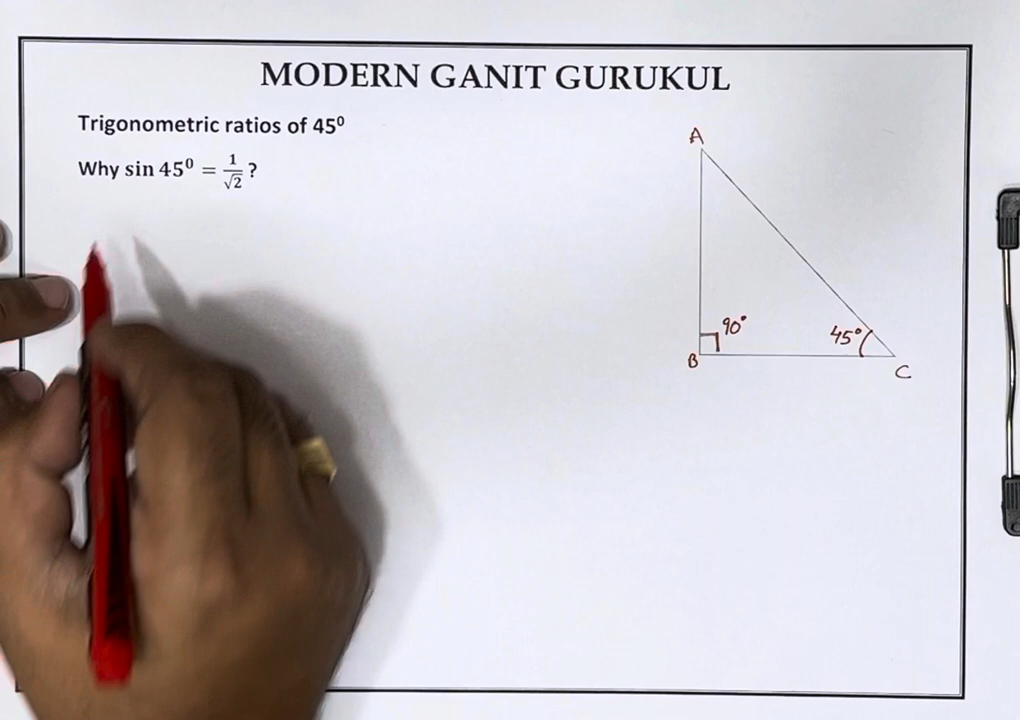 MODERN GANIT GURUKUL
Trigonometric ratios of 45⁰
Why sin 45⁰ = 1/√2 ?
A
90°
45°
B
C